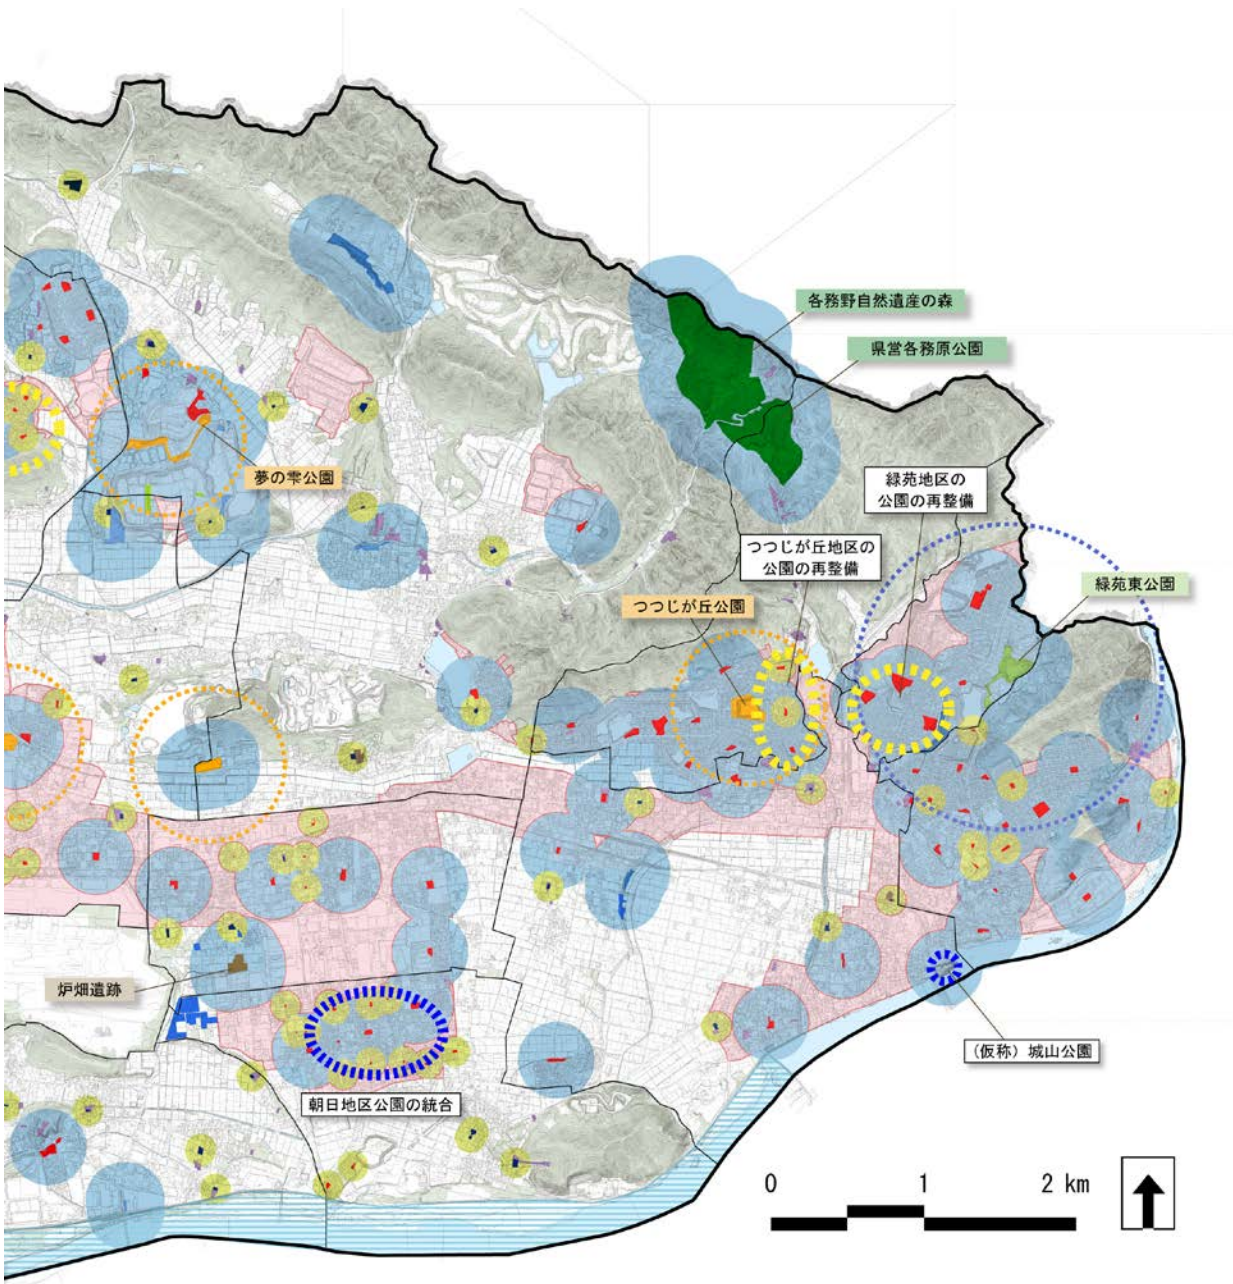 各務野自然遺産の森
県営各務原公園
夢の雫公園
緑苑地区の
公園の再整備
つつじが丘地区の
公園の再整備
緑苑東公園
つつじが丘公園
炉畑遺跡
(仮称)城山公園
朝日地区公園の統合
0 1 2 km